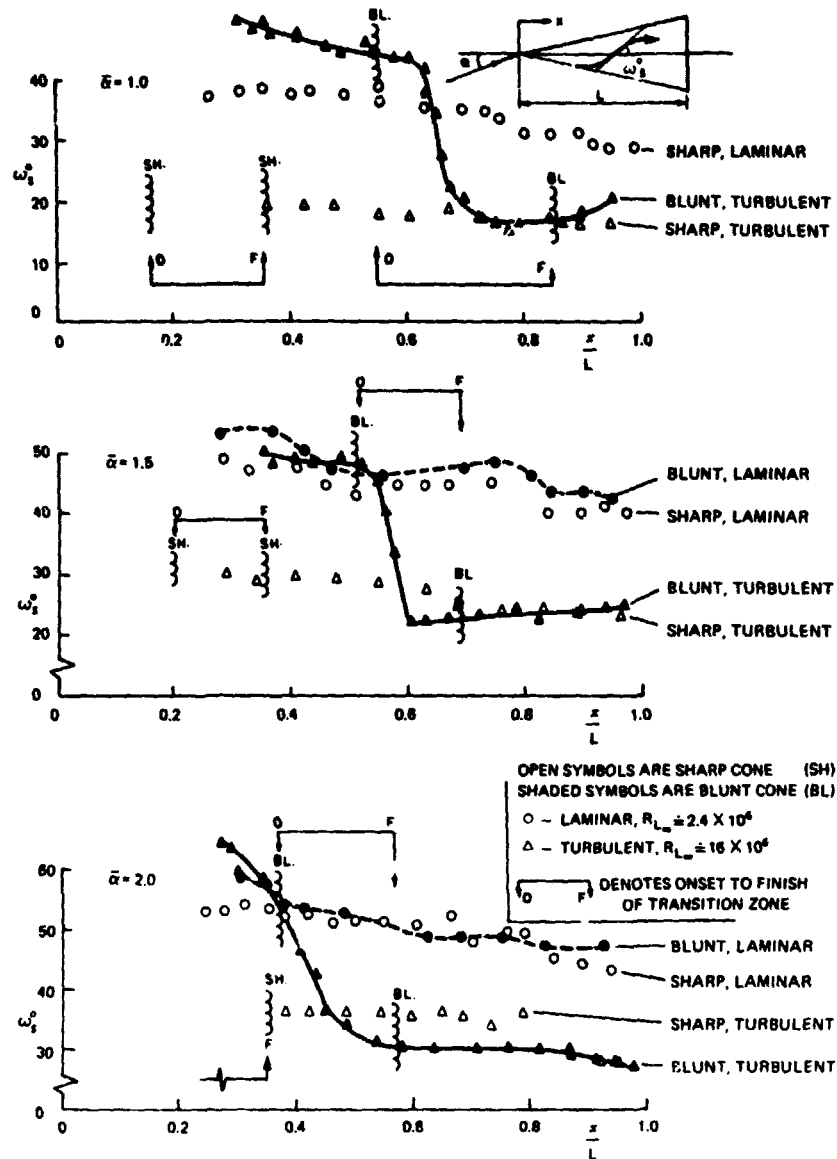 BL.
x
ᾱ = 1.0
α
ω°s
L
40
30
20
10
0
ω°s
SH.
SH.
BL
O
F
O
F
SHARP, LAMINAR
BLUNT, TURBULENT
SHARP, TURBULENT
0
0.2
0.4
0.6
0.8
1.0
x/L
ᾱ = 1.5
O
F
BL.
50
40
30
20
0
ω°s
O
F
SH.
SH.
BL
BLUNT, LAMINAR
SHARP, LAMINAR
BLUNT, TURBULENT
SHARP, TURBULENT
0
0.2
0.4
0.6
0.8
1.0
x/L
OPEN SYMBOLS ARE SHARP CONE (SH)
SHADED SYMBOLS ARE BLUNT CONE (BL)
○ – LAMINAR, RL∞ ≐ 2.4 X 10⁶
△ – TURBULENT, RL∞ ≐ 16 X 10⁶
O F DENOTES ONSET TO FINISH
OF TRANSITION ZONE
ᾱ = 2.0
O
F
BL.
60
50
40
30
0
ω°s
SH.
F
BL.
BLUNT, LAMINAR
SHARP, LAMINAR
SHARP, TURBULENT
BLUNT, TURBULENT
0
0.2
0.4
0.6
0.8
1.0
x/L